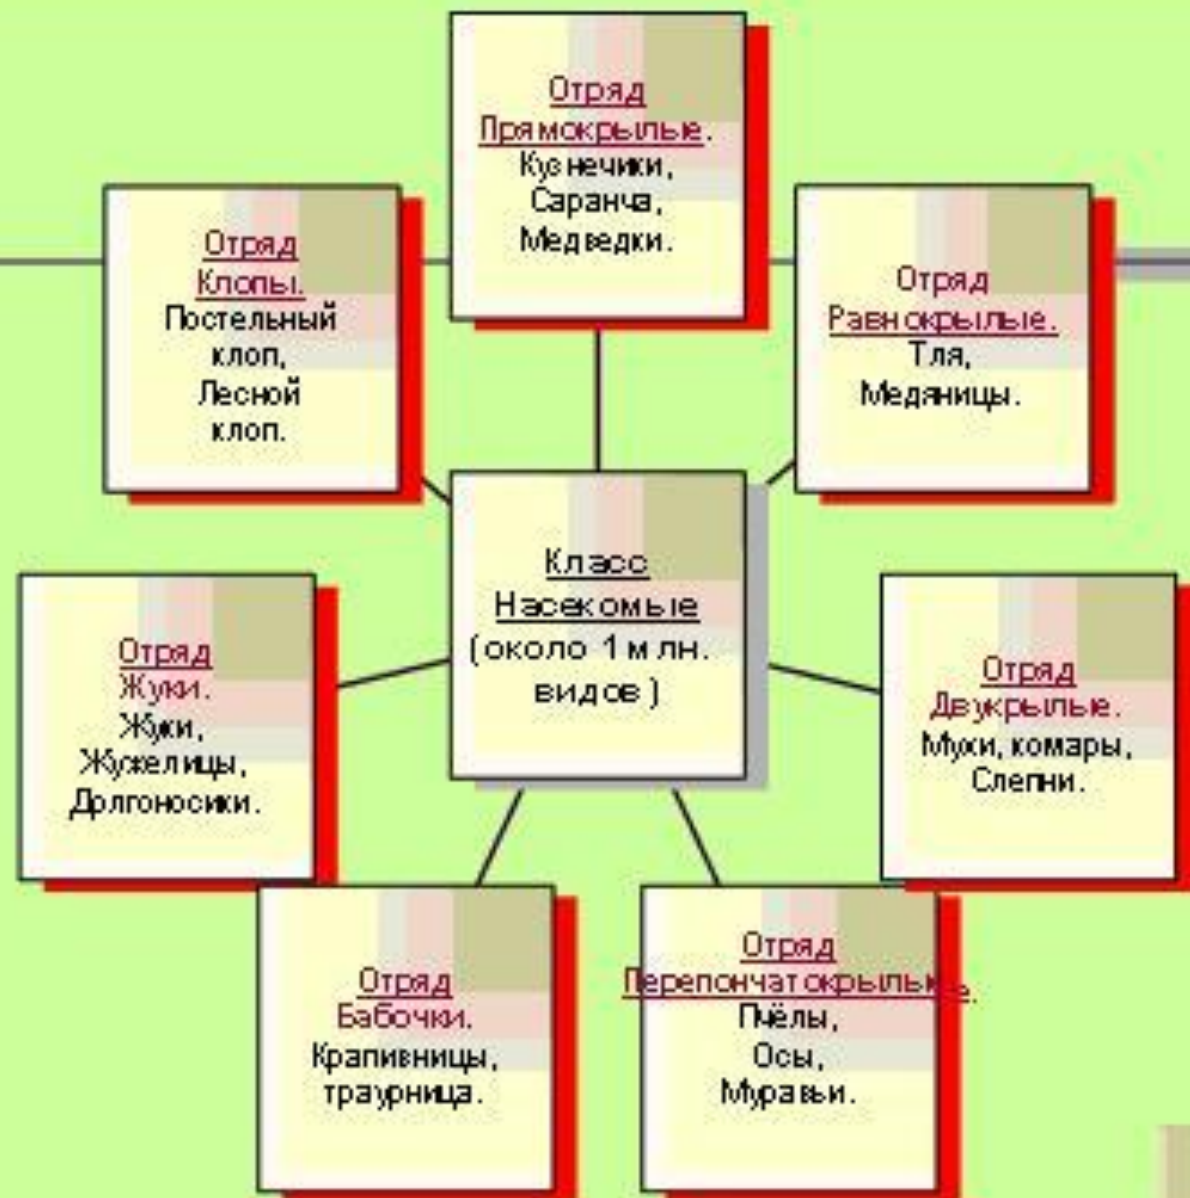 Отряд
Прямокрылые.
Кузнечики,
Саранча,
Медведки.
Отряд
Клопы.
Постельный
клоп,
Лесной
клоп.
Отряд
Равнокрылые.
Тля,
Медяницы.
Класс
Насекомые
(около 1 млн.
видов)
Отряд
Жуки.
Жуки,
Жужелицы,
Долгоносики.
Отряд
Двукрылые.
Мухи, комары,
Слепни.
Отряд
Бабочки.
Крапивницы,
траурница.
Отряд
Перепончатокрылые.
Пчёлы,
Осы,
Муравьи.